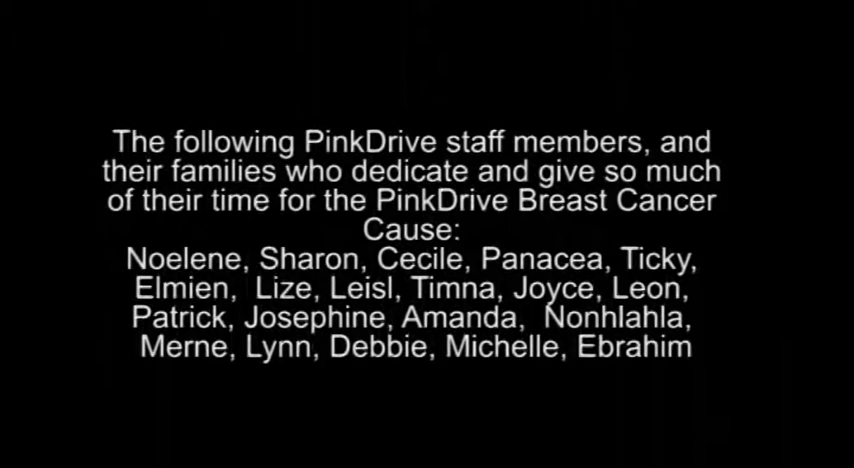 The following PinkDrive staff members, and
their families who dedicate and give so much
of their time for the PinkDrive Breast Cancer
Cause:
Noelene, Sharon, Cecile, Panacea, Ticky,
Elmien,  Lize, Leisl, Timna, Joyce, Leon,
Patrick, Josephine, Amanda,  Nonhlahla,
Merne, Lynn, Debbie, Michelle, Ebrahim